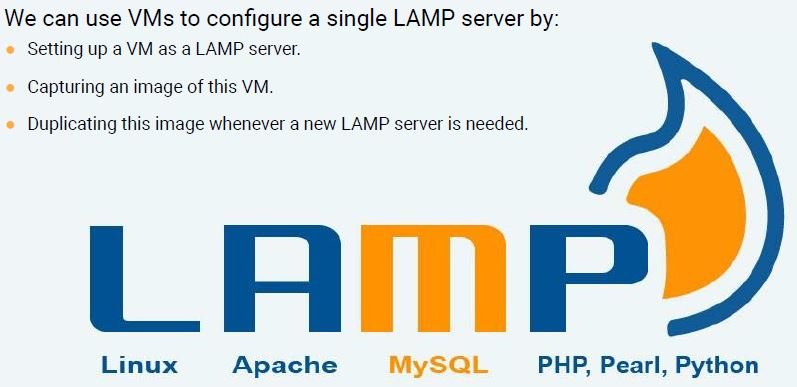 We can use VMs to configure a single LAMP server by:
Setting up a VM as a LAMP server.
Capturing an image of this VM.
Duplicating this image whenever a new LAMP server is needed.
LAMP
Linux Apache MySQL PHP, Pearl, Python